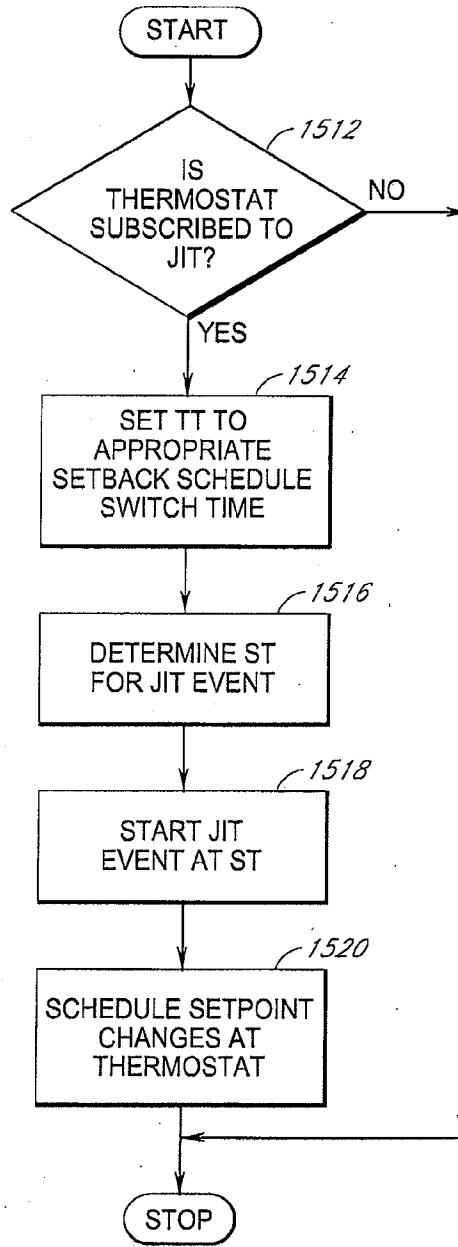 START
1512
IS
THERMOSTAT
SUBSCRIBED TO
JIT?
NO
YES
1514
SET TT TO
APPROPRIATE
SETBACK SCHEDULE
SWITCH TIME
1516
DETERMINE ST
FOR JIT EVENT
1518
START JIT
EVENT AT ST
1520
SCHEDULE SETPOINT
CHANGES AT
THERMOSTAT
STOP